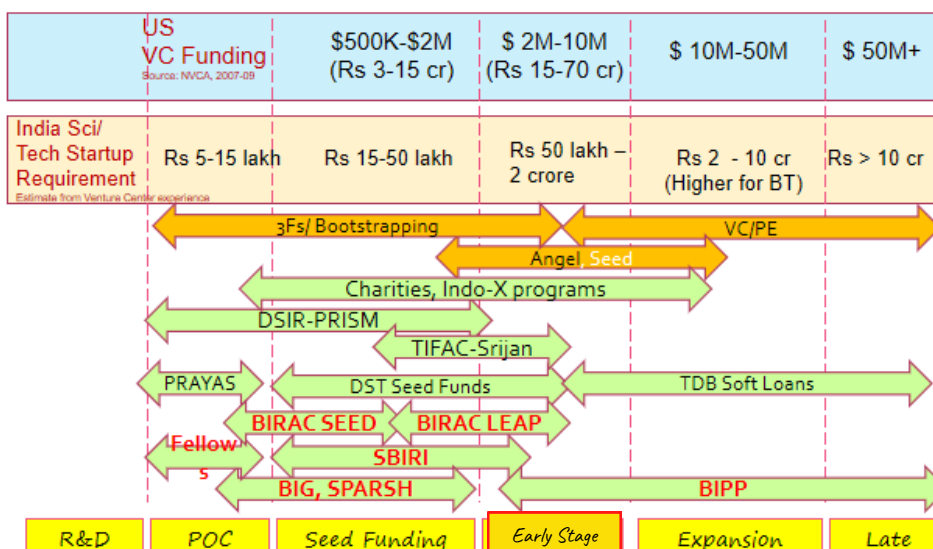 US
VC Funding
Source: NVCA, 2007-09
$500K-$2M
(Rs 3-15 cr)
$ 2M-10M
(Rs 15-70 cr)
$ 10M-50M
$ 50M+
India Sci/
Tech Startup
Requirement
Estimate from Venture Center experience
Rs 5-15 lakh
Rs 15-50 lakh
Rs 50 lakh –
2 crore
Rs 2 - 10 cr
(Higher for BT)
Rs > 10 cr
3Fs/ Bootstrapping
VC/PE
Angel, Seed
Charities, Indo-X programs
DSIR-PRISM
TIFAC-Srijan
PRAYAS
DST Seed Funds
TDB Soft Loans
BIRAC SEED
BIRAC LEAP
Fellow
s
SBIRI
BIG, SPARSH
BIPP
R&D
POC
Seed Funding
Early Stage
Expansion
Late